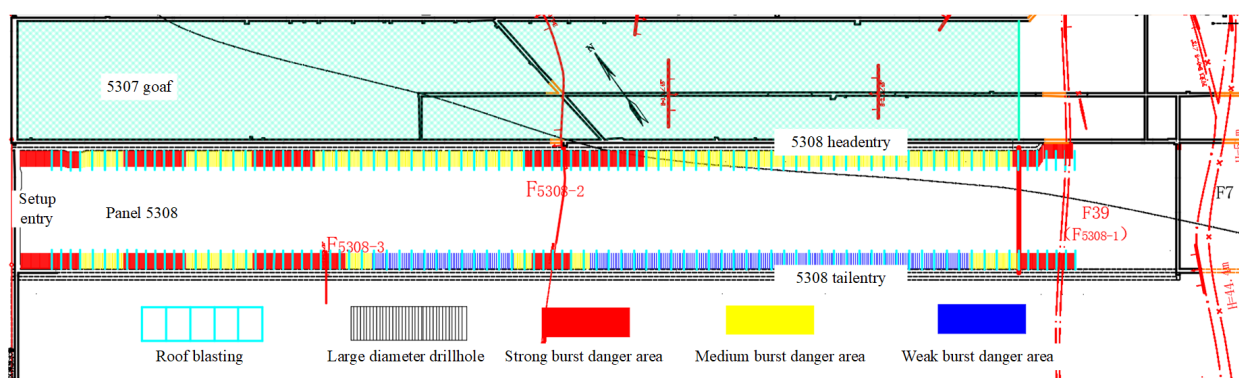 5307 goaf
N
5308 headentry
Setup
entry
Panel 5308
F5308-2
F5308-3
F39
(F5308-1)
F7
5308 tailentry
Roof blasting
Large diameter drillhole
Strong burst danger area
Medium burst danger area
Weak burst danger area